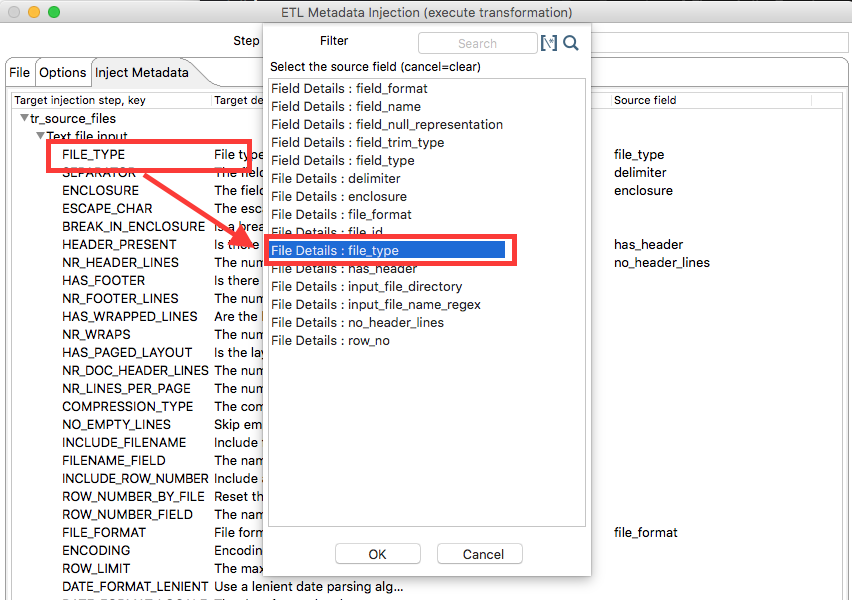 ETL Metadata Injection (execute transformation)
Step
Filter
Search
File
Options
Inject Metadata
Select the source field (cancel=clear)
Target injection step, key
Target de
Source field
tr_source_files
Text file input
FILE_TYPE File type file_type
SEPARATOR The field delimiter
ENCLOSURE The field enclosure
ESCAPE_CHAR The esc
BREAK_IN_ENCLOSURE Is a brea
HEADER_PRESENT Is there has_header
NR_HEADER_LINES The num no_header_lines
HAS_FOOTER Is there
NR_FOOTER_LINES The num
HAS_WRAPPED_LINES Are the l
NR_WRAPS The num
HAS_PAGED_LAYOUT Is the lay
NR_DOC_HEADER_LINES The num
NR_LINES_PER_PAGE The num
COMPRESSION_TYPE The com
NO_EMPTY_LINES Skip em
INCLUDE_FILENAME Include
FILENAME_FIELD The nam
INCLUDE_ROW_NUMBER Include
ROW_NUMBER_BY_FILE Reset th
ROW_NUMBER_FIELD The nam
FILE_FORMAT File form file_format
ENCODING Encodin
ROW_LIMIT The max
DATE_FORMAT_LENIENT Use a lenient date parsing alg...
Field Details : field_format
Field Details : field_name
Field Details : field_null_representation
Field Details : field_trim_type
Field Details : field_type
File Details : delimiter
File Details : enclosure
File Details : file_format
File Details : file_id
File Details : file_type
File Details : has_header
File Details : input_file_directory
File Details : input_file_name_regex
File Details : no_header_lines
File Details : row_no
OK
Cancel